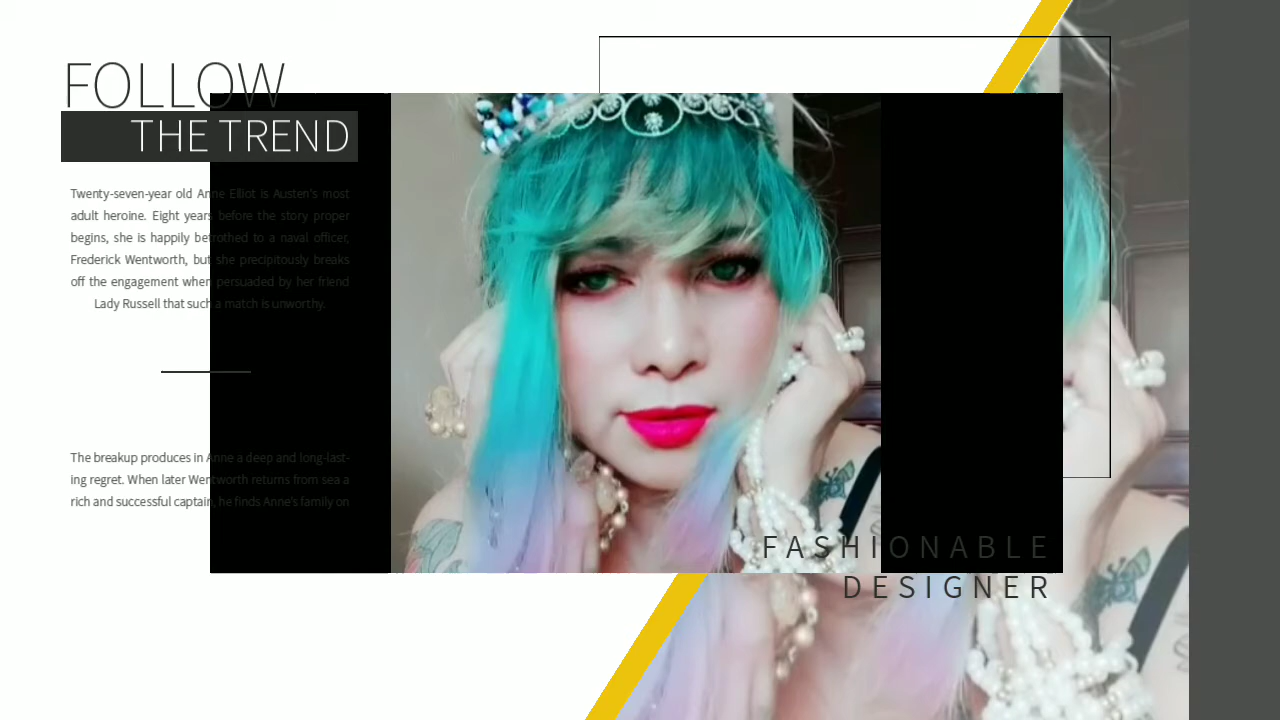 FOLLOW
THE TREND
Twenty-seven-year old Anne Elliot is Austen's most
adult heroine. Eight years before the story proper
begins, she is happily betrothed to a naval officer,
Frederick Wentworth, but she precipitously breaks
off the engagement when persuaded by her friend
Lady Russell that such a match is unworthy.
The breakup produces in Anne a deep and long-last-
ing regret. When later Wentworth returns from sea a
rich and successful captain, he finds Anne's family on
FASHIONABLE
DESIGNER